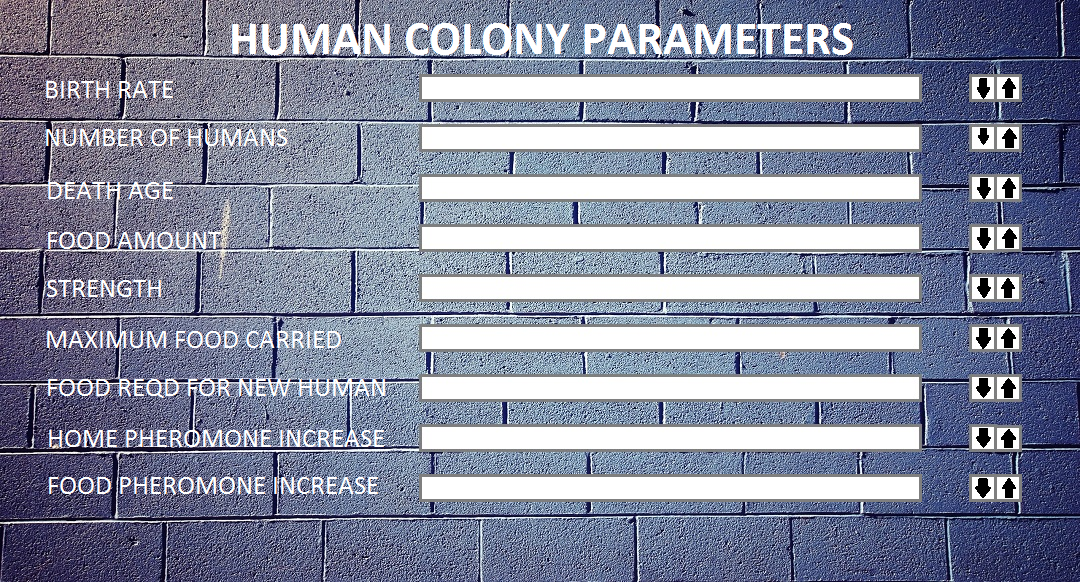 HUMAN COLONY PARAMETERS
BIRTH RATE
NUMBER OF HUMANS
DEATH AGE
FOOD AMOUNT
STRENGTH
MAXIMUM FOOD CARRIED
FOOD REQD FOR NEW HUMAN
HOME PHEROMONE INCREASE
FOOD PHEROMONE INCREASE